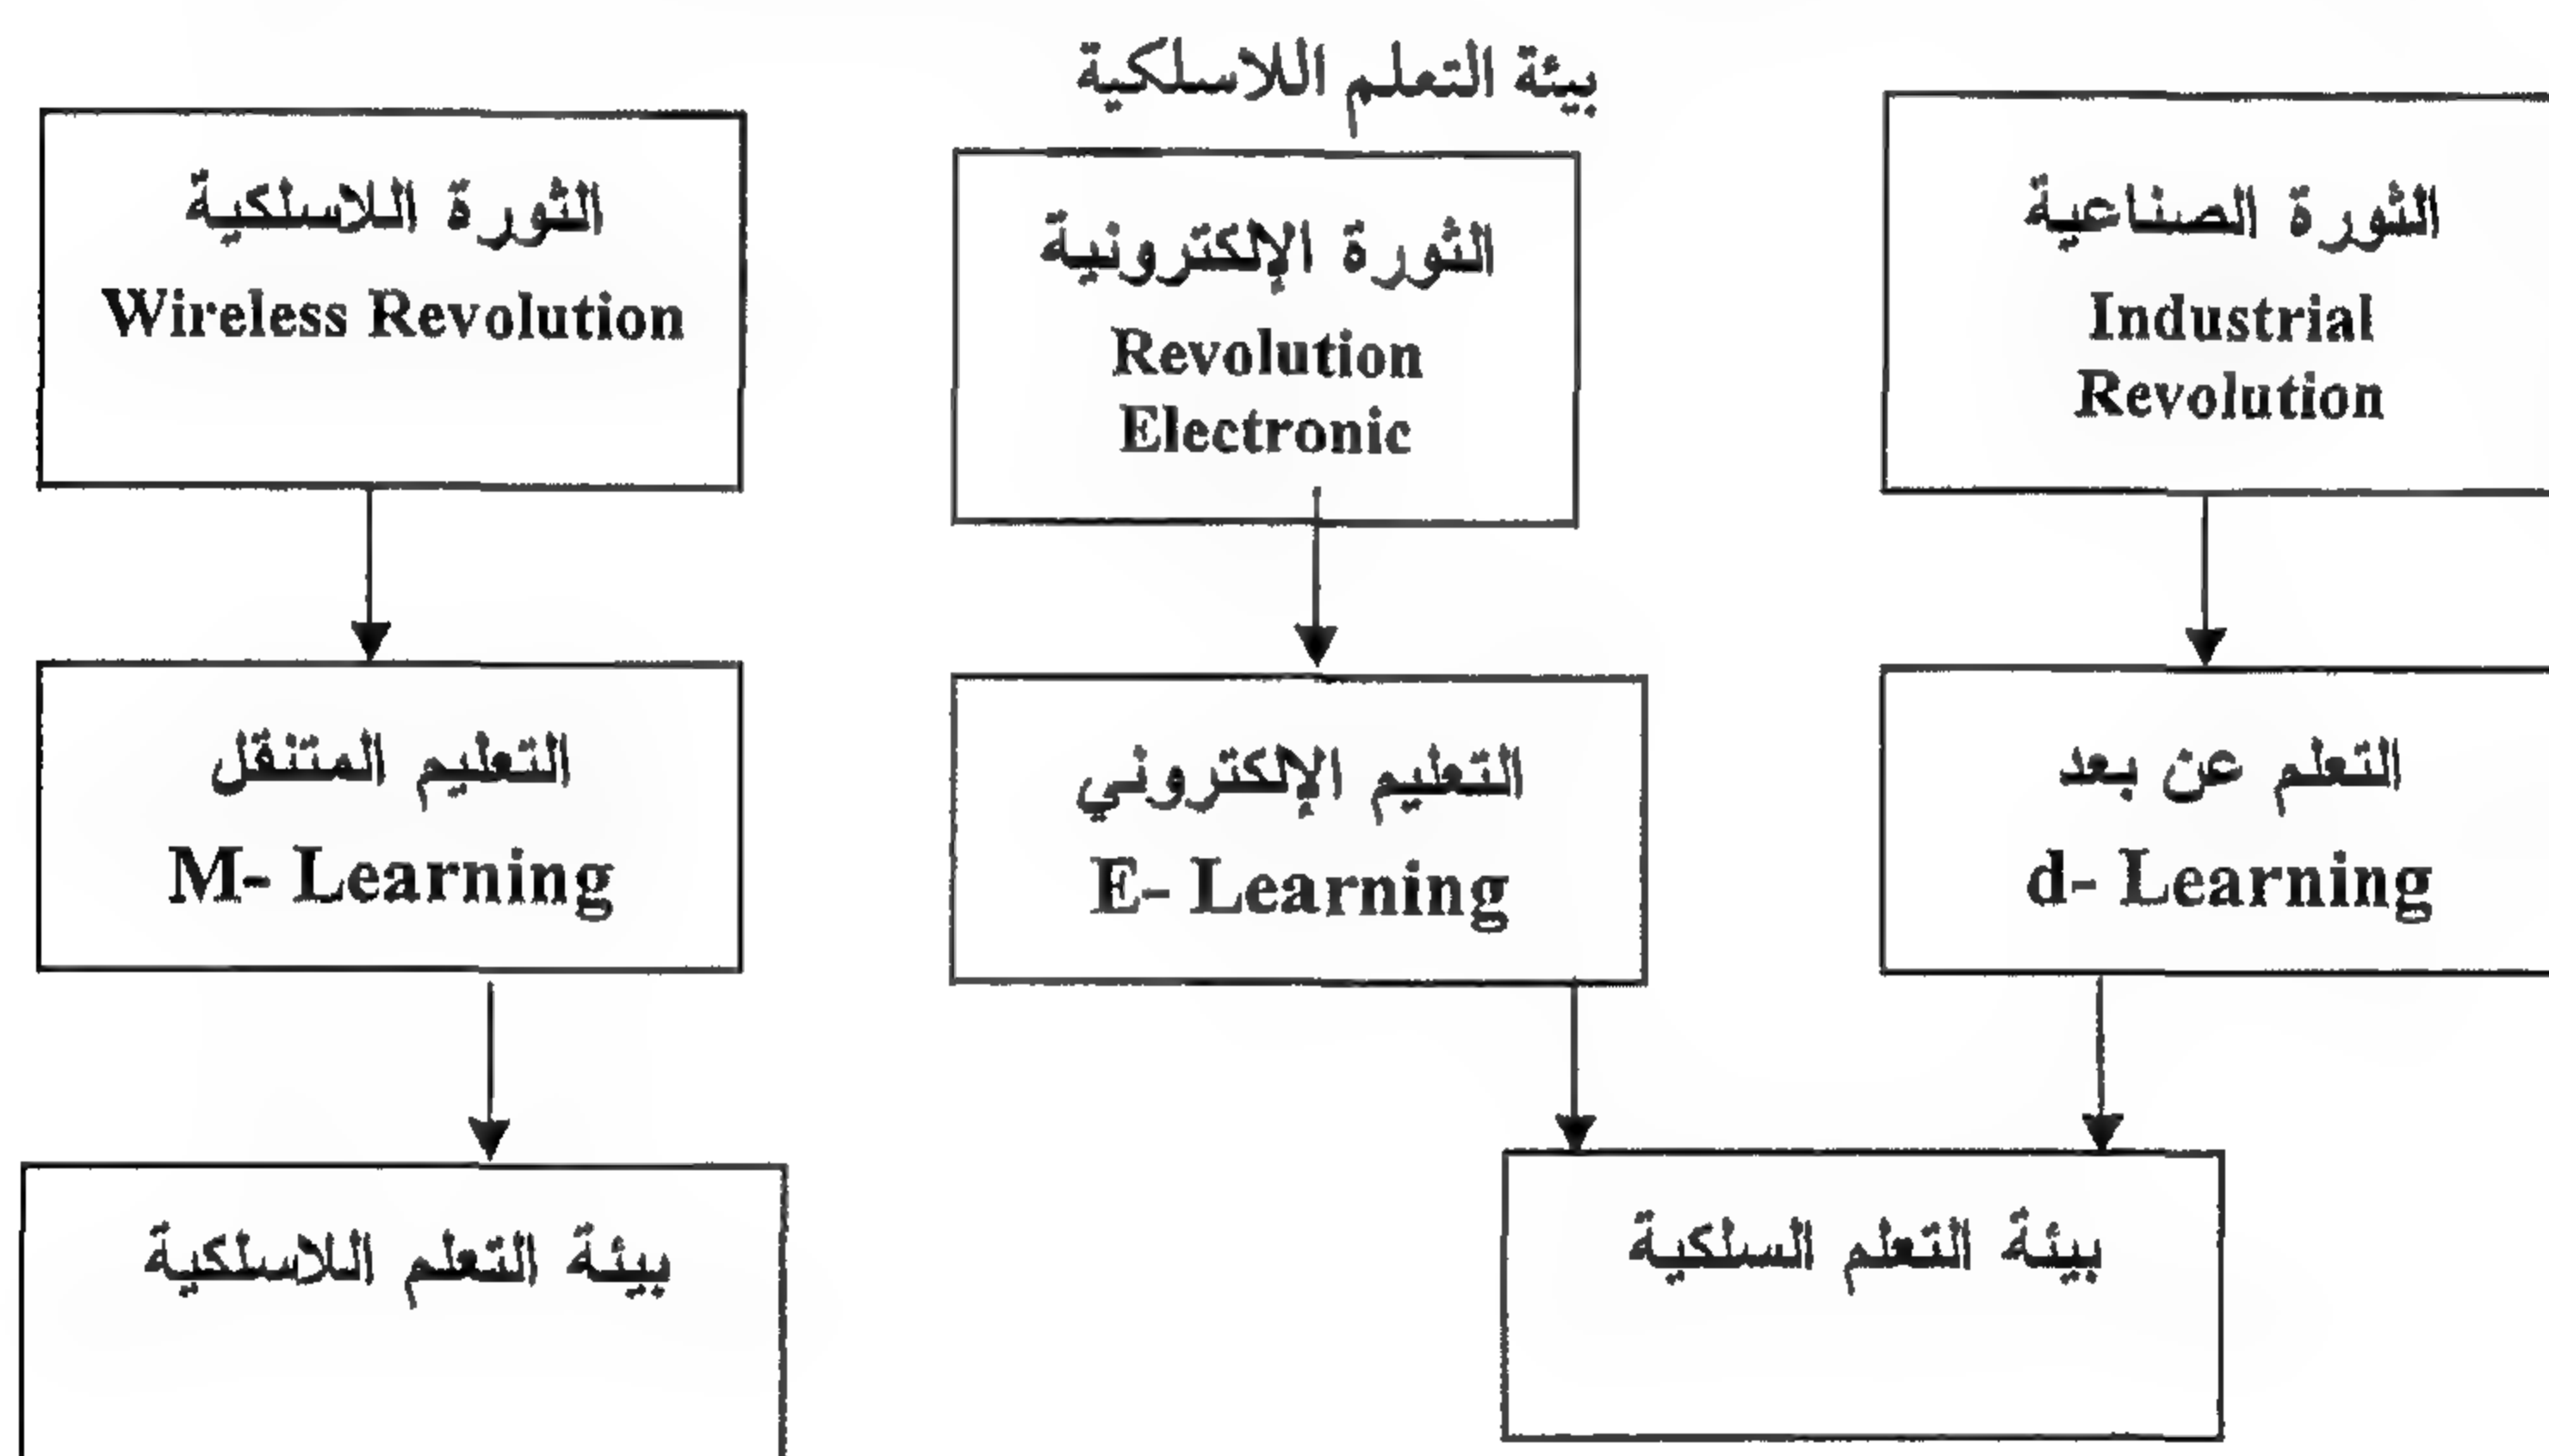 بيئة التعلم اللاسلكية
الثورة الصناعية
Industrial
Revolution
الثورة الإلكترونية
Revolution
Electronic
الثورة اللاسلكية
Wireless Revolution
التعلم عن بعد
d- Learning
التعليم الإلكتروني
E- Learning
التعليم المتنقل
M- Learning
بيئة التعلم السلكية
بيئة التعلم اللاسلكية